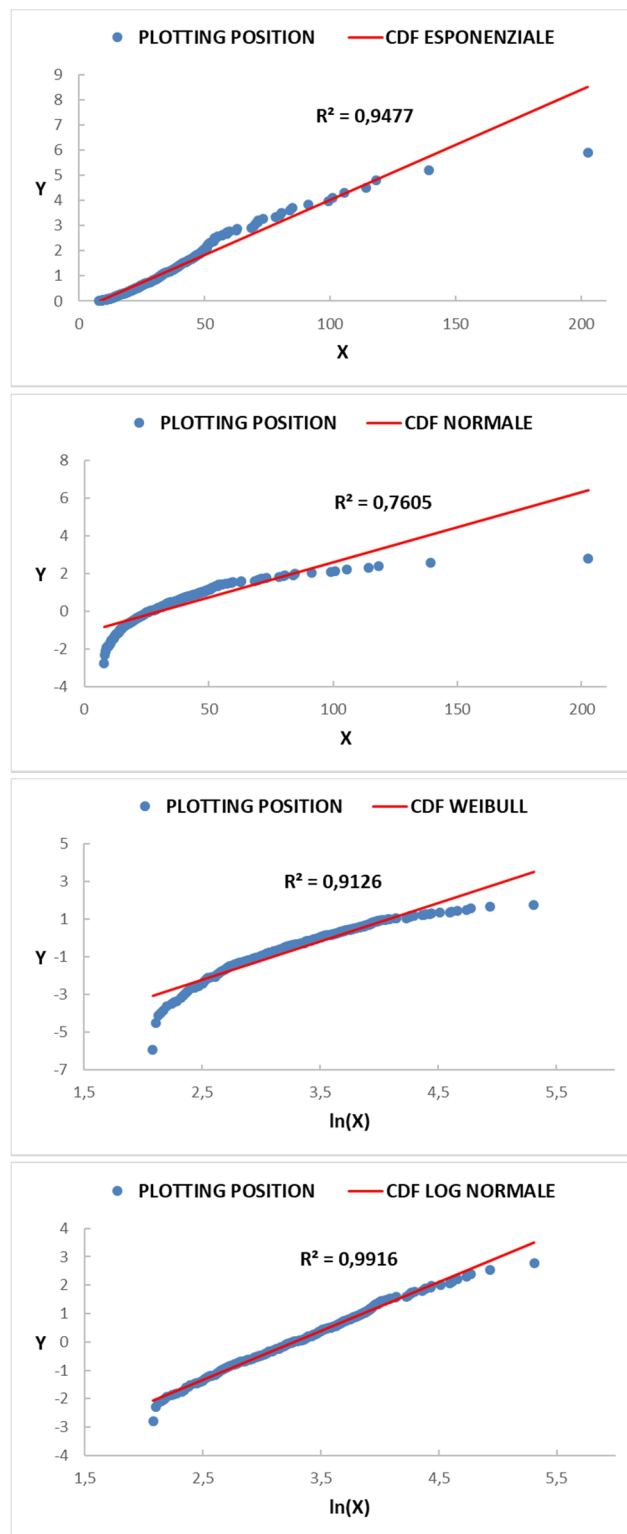 PLOTTING POSITION CDF ESPONENZIALE
9
8
R² = 0,9477
7
6
Y
5
4
3
2
1
0
0 50 100 150 200
X
PLOTTING POSITION CDF NORMALE
8
6
R² = 0,7605
4
Y
2
0
-2
-4
0 50 100 150 200
X
PLOTTING POSITION CDF WEIBULL
5
3
R² = 0,9126
1
Y
-1
-3
-5
-7
1,5 2,5 3,5 4,5 5,5
ln(X)
PLOTTING POSITION CDF LOG NORMALE
4
3
R² = 0,9916
2
1
Y
0
-1
-2
-3
-4
1,5 2,5 3,5 4,5 5,5
ln(X)